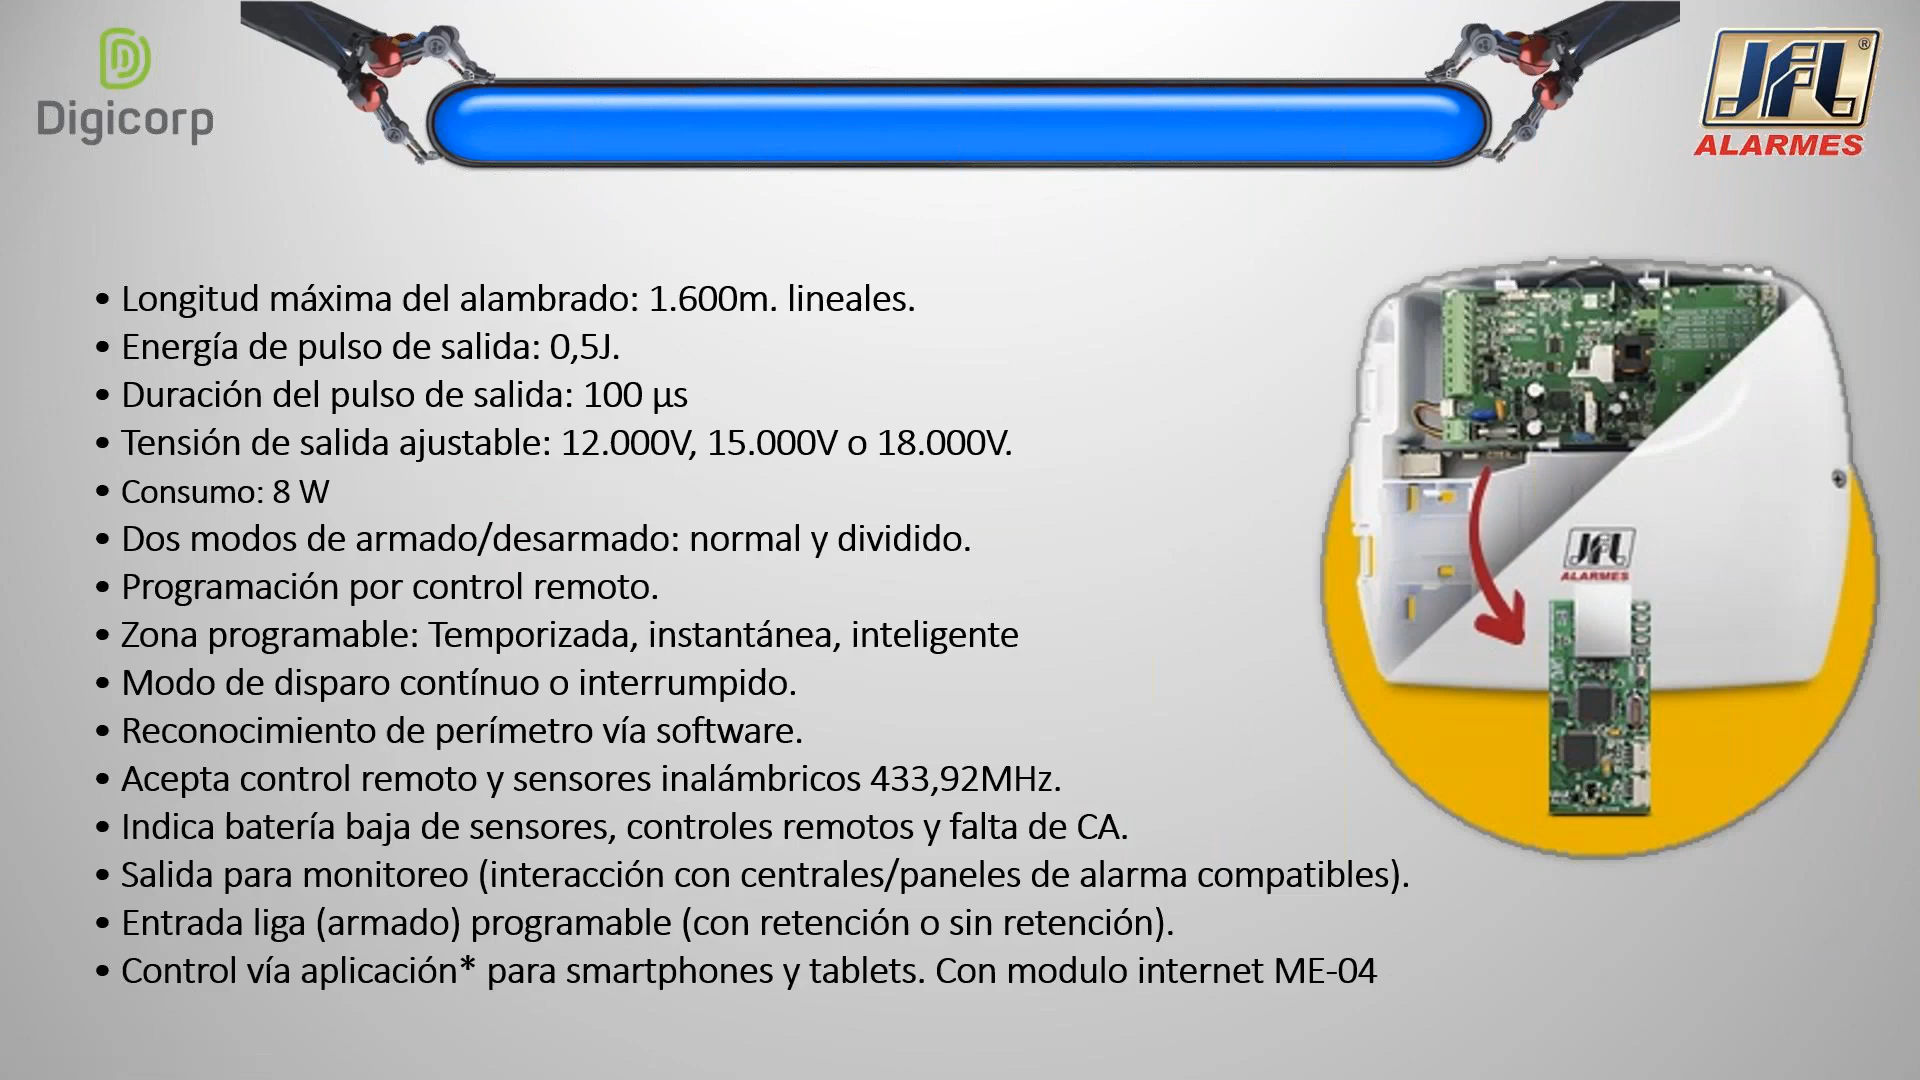 Digicorp
JFL®
ALARMES
• Longitud máxima del alambrado: 1.600m. lineales.
• Energía de pulso de salida: 0,5J.
• Duración del pulso de salida: 100 μs
• Tensión de salida ajustable: 12.000V, 15.000V o 18.000V.
• Consumo: 8 W
• Dos modos de armado/desarmado: normal y dividido.
• Programación por control remoto.
• Zona programable: Temporizada, instantánea, inteligente
• Modo de disparo contínuo o interrumpido.
• Reconocimiento de perímetro vía software.
• Acepta control remoto y sensores inalámbricos 433,92MHz.
• Indica batería baja de sensores, controles remotos y falta de CA.
• Salida para monitoreo (interacción con centrales/paneles de alarma compatibles).
• Entrada liga (armado) programable (con retención o sin retención).
• Control vía aplicación* para smartphones y tablets. Con modulo internet ME-04
JFL
ALARMES